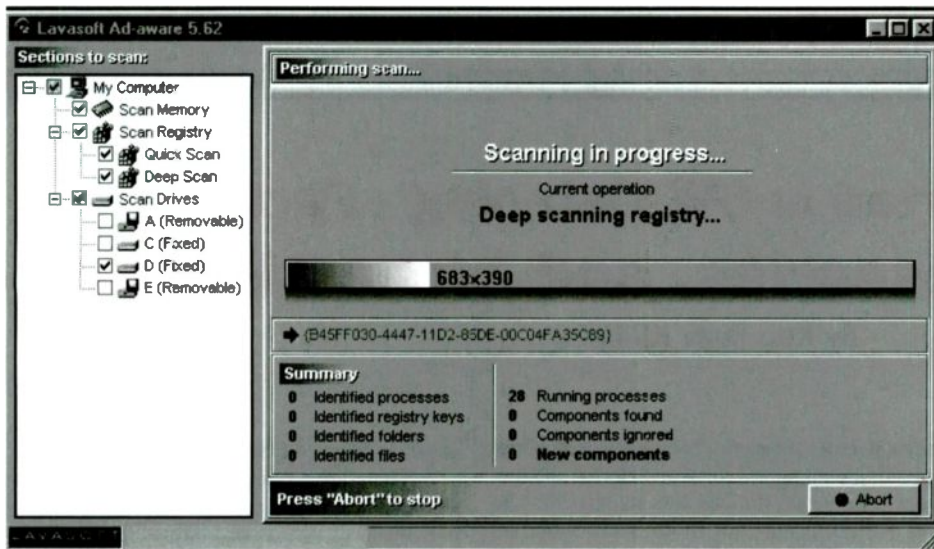 Lavasoft Ad-aware 5.62
Sections to scan:
My Computer
Scan Memory
Scan Registry
Quick Scan
Deep Scan
Scan Drives
A (Removable)
C (Fixed)
D (Fixed)
E (Removable)
Performing scan...
Scanning in progress...
Current operation
Deep scanning registry...
683x390
{B45FF030-4447-11D2-85DE-00C04FA35C89}
Summary
0 Identified processes
0 Identified registry keys
0 Identified folders
0 Identified files
28 Running processes
0 Components found
0 Components ignored
0 New components
Press "Abort" to stop
Abort
LAVASOFT